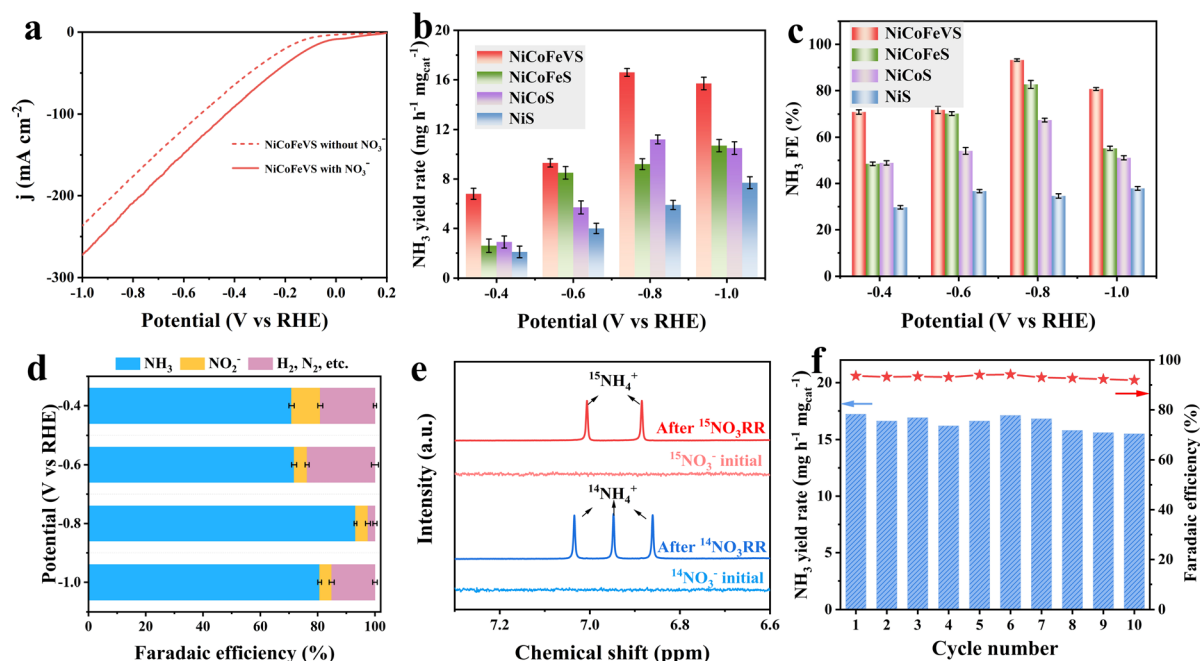 a
0
-100
-200
-300
j (mA cm⁻²)
NiCoFeVS without NO₃⁻
NiCoFeVS with NO₃⁻
-1.0 -0.8 -0.6 -0.4 -0.2 0.0 0.2
Potential (V vs RHE)
b
20
16
12
8
4
0
NH₃ yield rate (mg h⁻¹ mg꜀ₐₜ⁻¹)
NiCoFeVS
NiCoFeS
NiCoS
NiS
-0.4 -0.6 -0.8 -1.0
Potential (V vs RHE)
c
100
80
60
40
20
0
NH₃ FE (%)
NiCoFeVS
NiCoFeS
NiCoS
NiS
-0.4 -0.6 -0.8 -1.0
Potential (V vs RHE)
d
NH₃ NO₂⁻ H₂, N₂, etc.
Potential (V vs RHE)
-0.4
-0.6
-0.8
-1.0
0 20 40 60 80 100
Faradaic efficiency (%)
e
Intensity (a.u.)
¹⁵NH₄⁺
After ¹⁵NO₃RR
¹⁵NO₃⁻ initial
¹⁴NH₄⁺
After ¹⁴NO₃RR
¹⁴NO₃⁻ initial
7.2 7.0 6.8 6.6
Chemical shift (ppm)
f
20
15
10
5
0
NH₃ yield rate (mg h⁻¹ mg꜀ₐₜ⁻¹)
100
80
60
40
20
0
Faradaic efficiency (%)
1 2 3 4 5 6 7 8 9 10
Cycle number